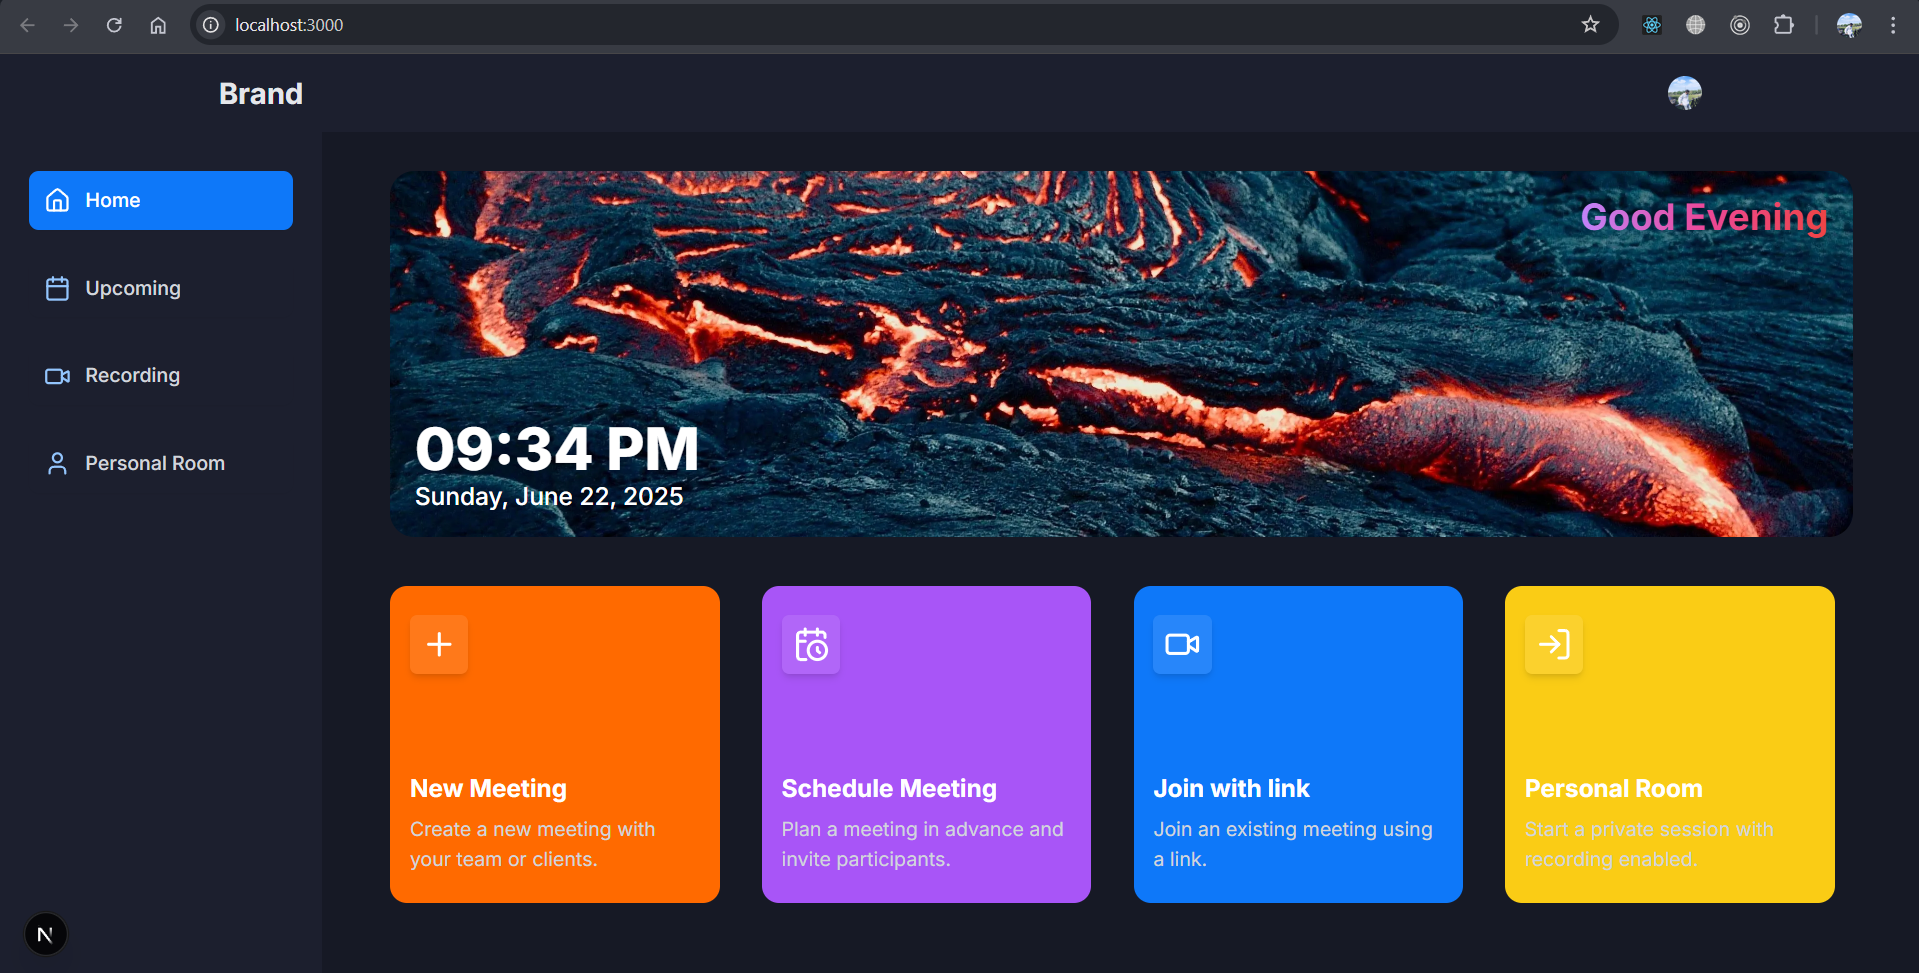 localhost:3000
Brand
Home
Upcoming
Recording
Personal Room
Good Evening
09:34 PM
Sunday, June 22, 2025
New Meeting
Create a new meeting with
your team or clients.
Schedule Meeting
Plan a meeting in advance and
invite participants.
Join with link
Join an existing meeting using
a link.
Personal Room
Start a private session with
recording enabled.
N